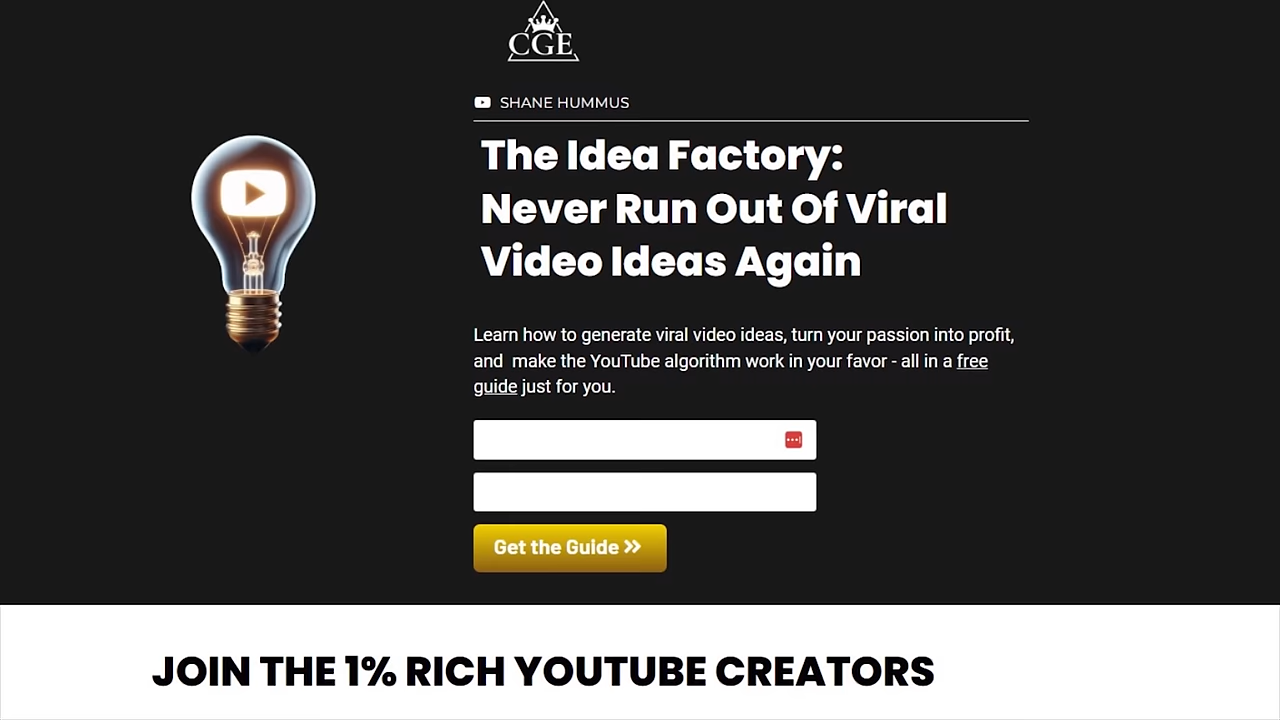 CGE
SHANE HUMMUS
The Idea Factory:
Never Run Out Of Viral
Video Ideas Again
Learn how to generate viral video ideas, turn your passion into profit,
and  make the YouTube algorithm work in your favor - all in a free
guide just for you.
Get the Guide »
JOIN THE 1% RICH YOUTUBE CREATORS